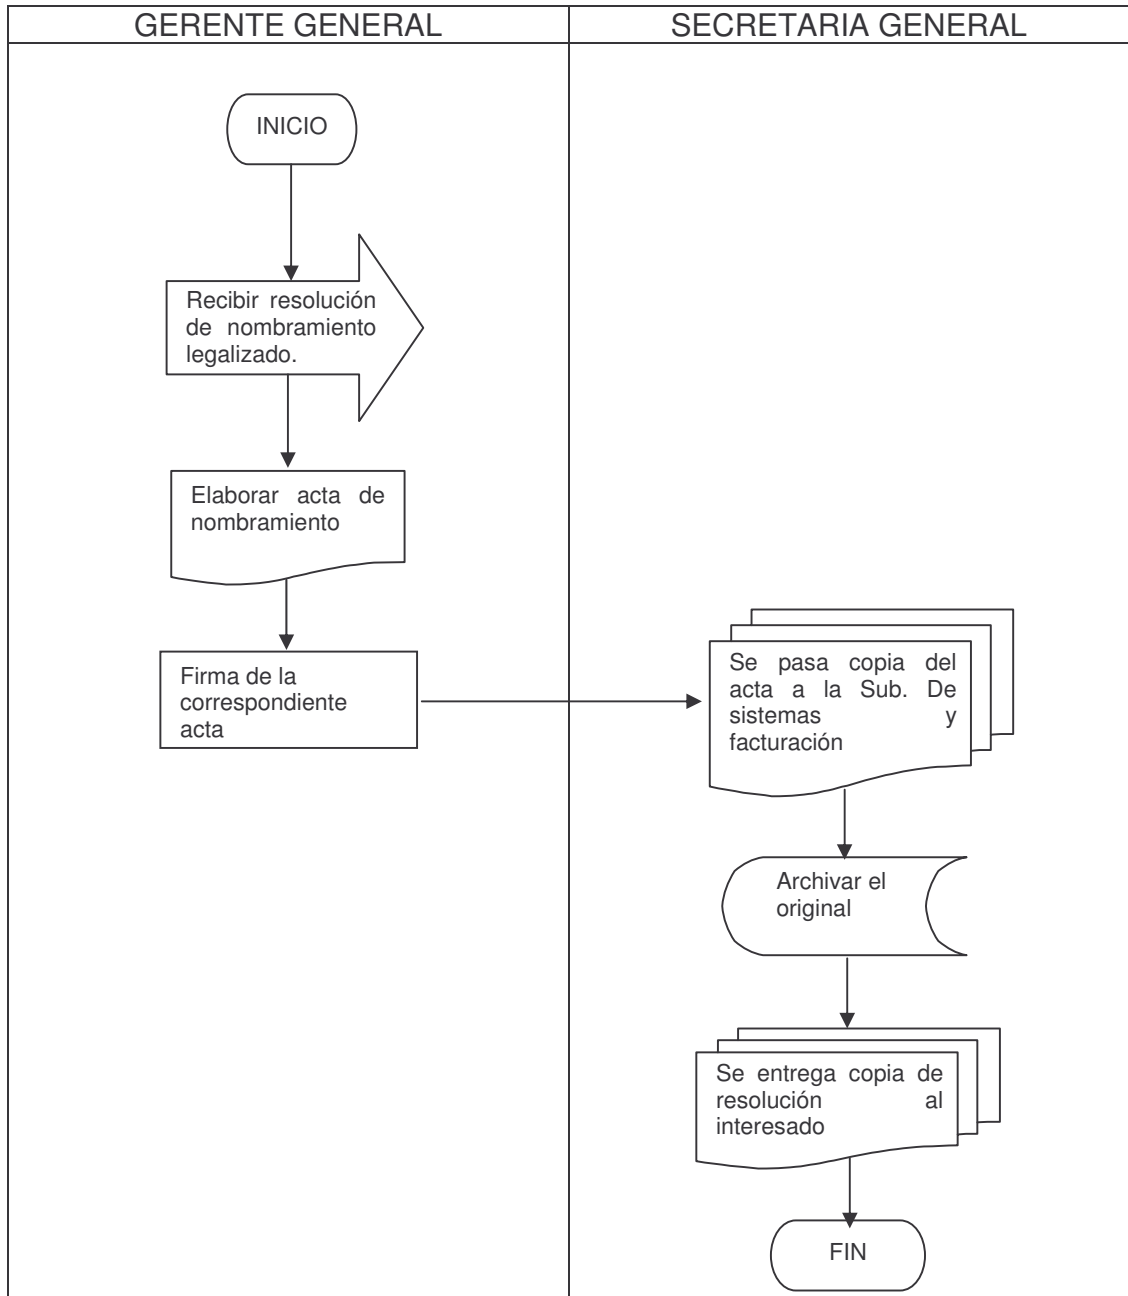 GERENTE GENERAL
SECRETARIA GENERAL
INICIO
Recibir resolución
de nombramiento
legalizado.
Elaborar acta de
nombramiento
Firma de la
correspondiente
acta
Se pasa copia del
acta a la Sub. De
sistemas y
facturación
Archivar el
original
Se entrega copia de
resolución al
interesado
FIN